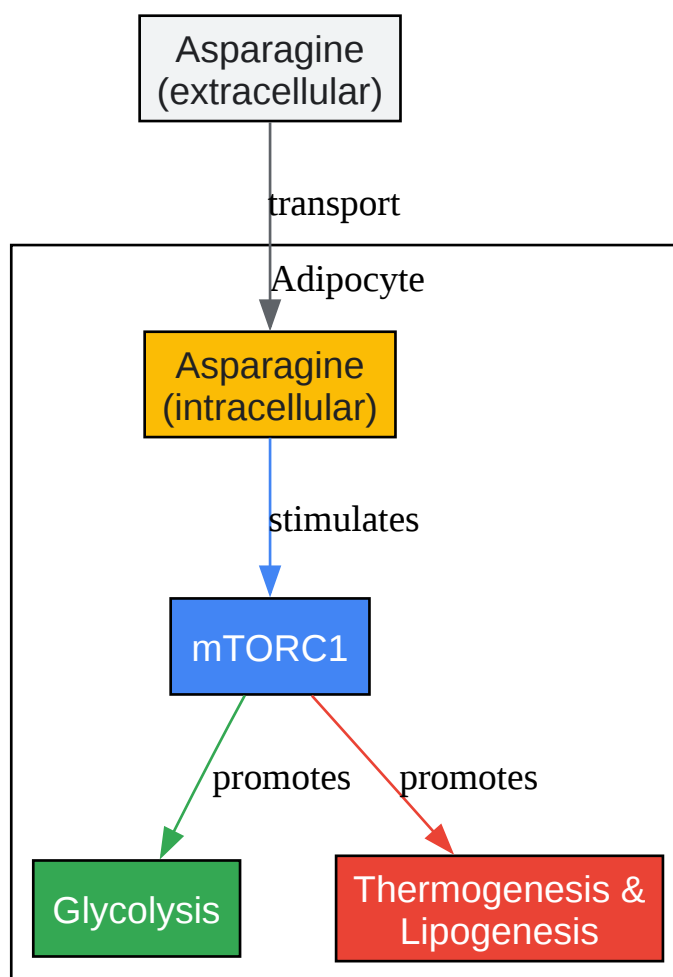 Asparagine
(extracellular)
transport
Adipocyte
Asparagine
(intracellular)
stimulates
mTORC1
promotes
promotes
Glycolysis
Thermogenesis &
Lipogenesis